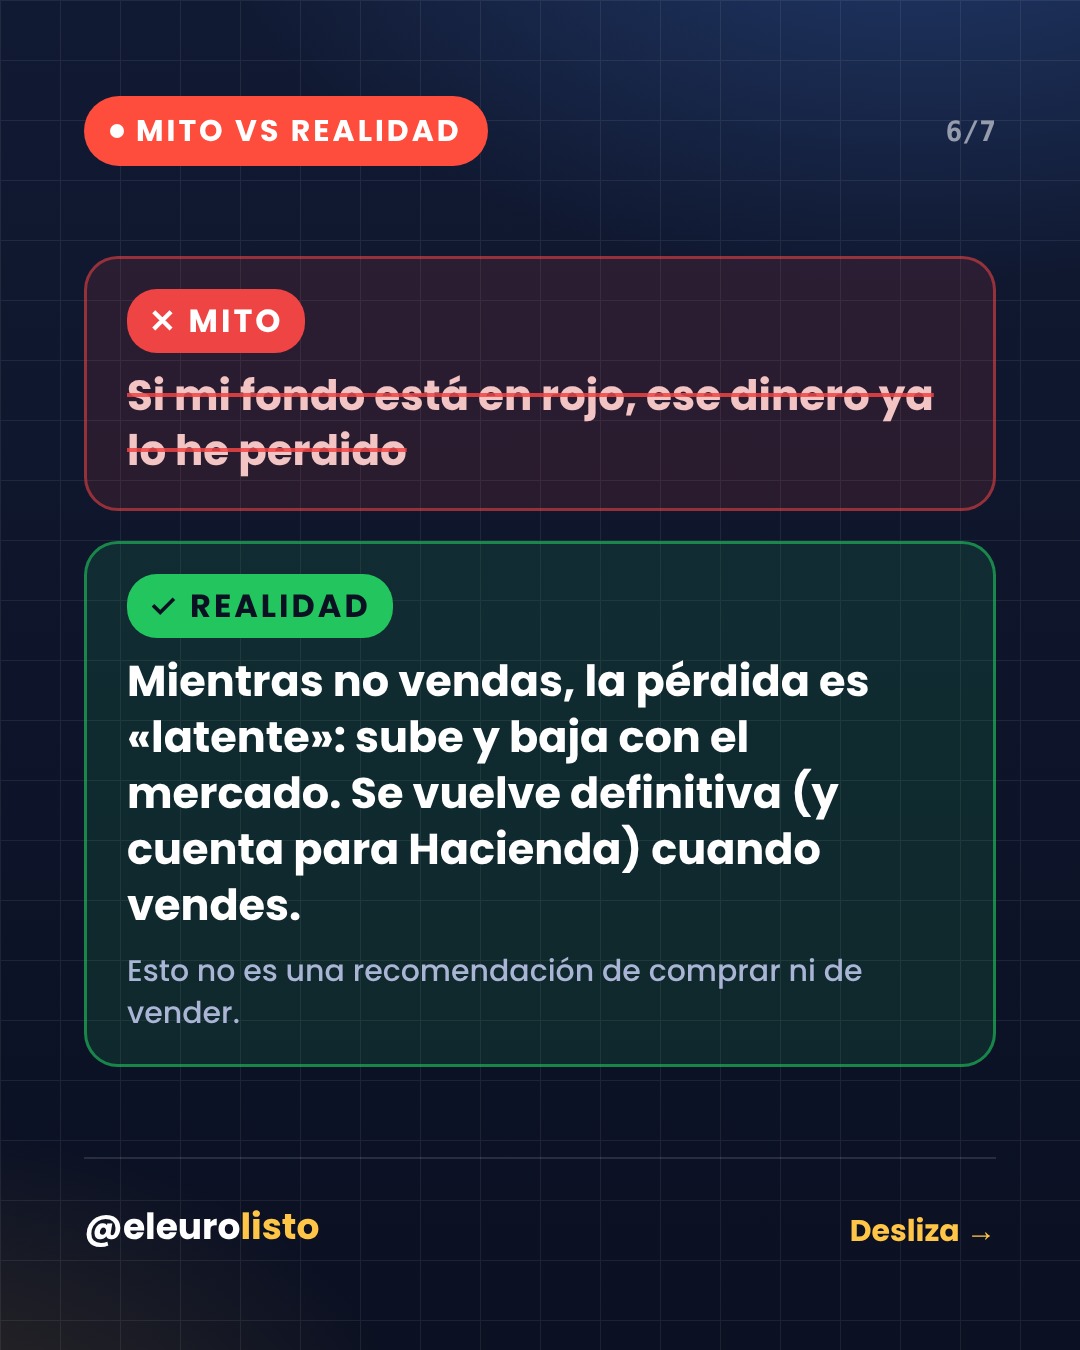 MITO VS REALIDAD
6/7
✕ MITO
Si mi fondo está en rojo, ese dinero ya
lo he perdido
✓ REALIDAD
Mientras no vendas, la pérdida es
«latente»: sube y baja con el
mercado. Se vuelve definitiva (y
cuenta para Hacienda) cuando
vendes.
Esto no es una recomendación de comprar ni de
vender.
@eleurolisto
Desliza →